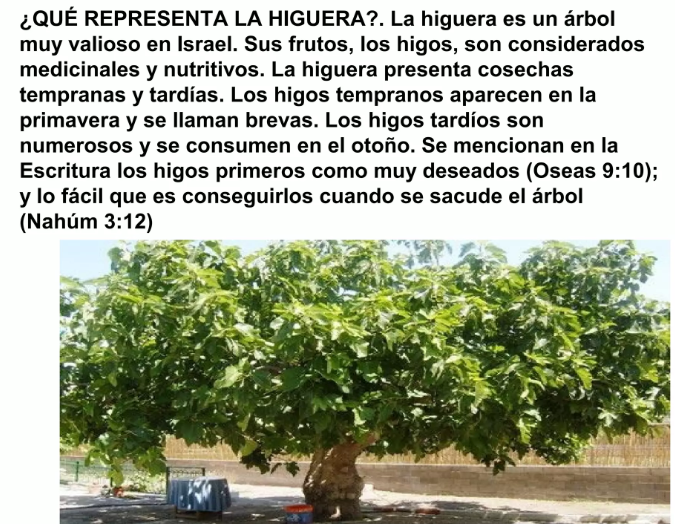 ¿QUÉ REPRESENTA LA HIGUERA?. La higuera es un árbol
muy valioso en Israel. Sus frutos, los higos, son considerados
medicinales y nutritivos. La higuera presenta cosechas
tempranas y tardías. Los higos tempranos aparecen en la
primavera y se llaman brevas. Los higos tardíos son
numerosos y se consumen en el otoño. Se mencionan en la
Escritura los higos primeros como muy deseados (Oseas 9:10);
y lo fácil que es conseguirlos cuando se sacude el árbol
(Nahúm 3:12)